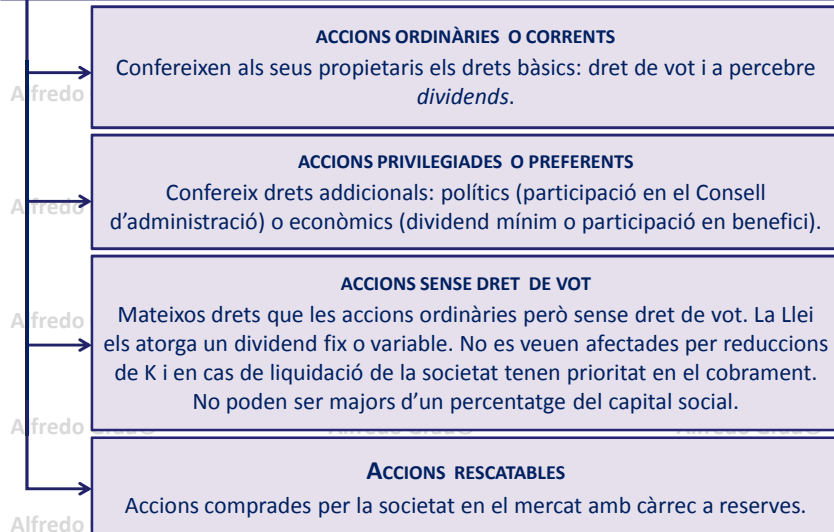 ACCIONS ORDINÀRIES O CORRENTS
Confereixen als seus propietaris els drets bàsics: dret de vot i a percebre
dividends.
Alfredo
ACCIONS PRIVILEGIADES O PREFERENTS
Confereix drets addicionals: polítics (participació en el Consell
d'administració) o econòmics (dividend mínim o participació en benefici).
Alfredo
ACCIONS SENSE DRET DE VOT
Mateixos drets que les accions ordinàries però sense dret de vot. La Llei
els atorga un dividend fix o variable. No es veuen afectades per reduccions
de K i en cas de liquidació de la societat tenen prioritat en el cobrament.
No poden ser majors d'un percentatge del capital social.
Alfredo
Alfredo
ACCIONS RESCATABLES
Accions comprades per la societat en el mercat amb càrrec a reserves.
Alfredo